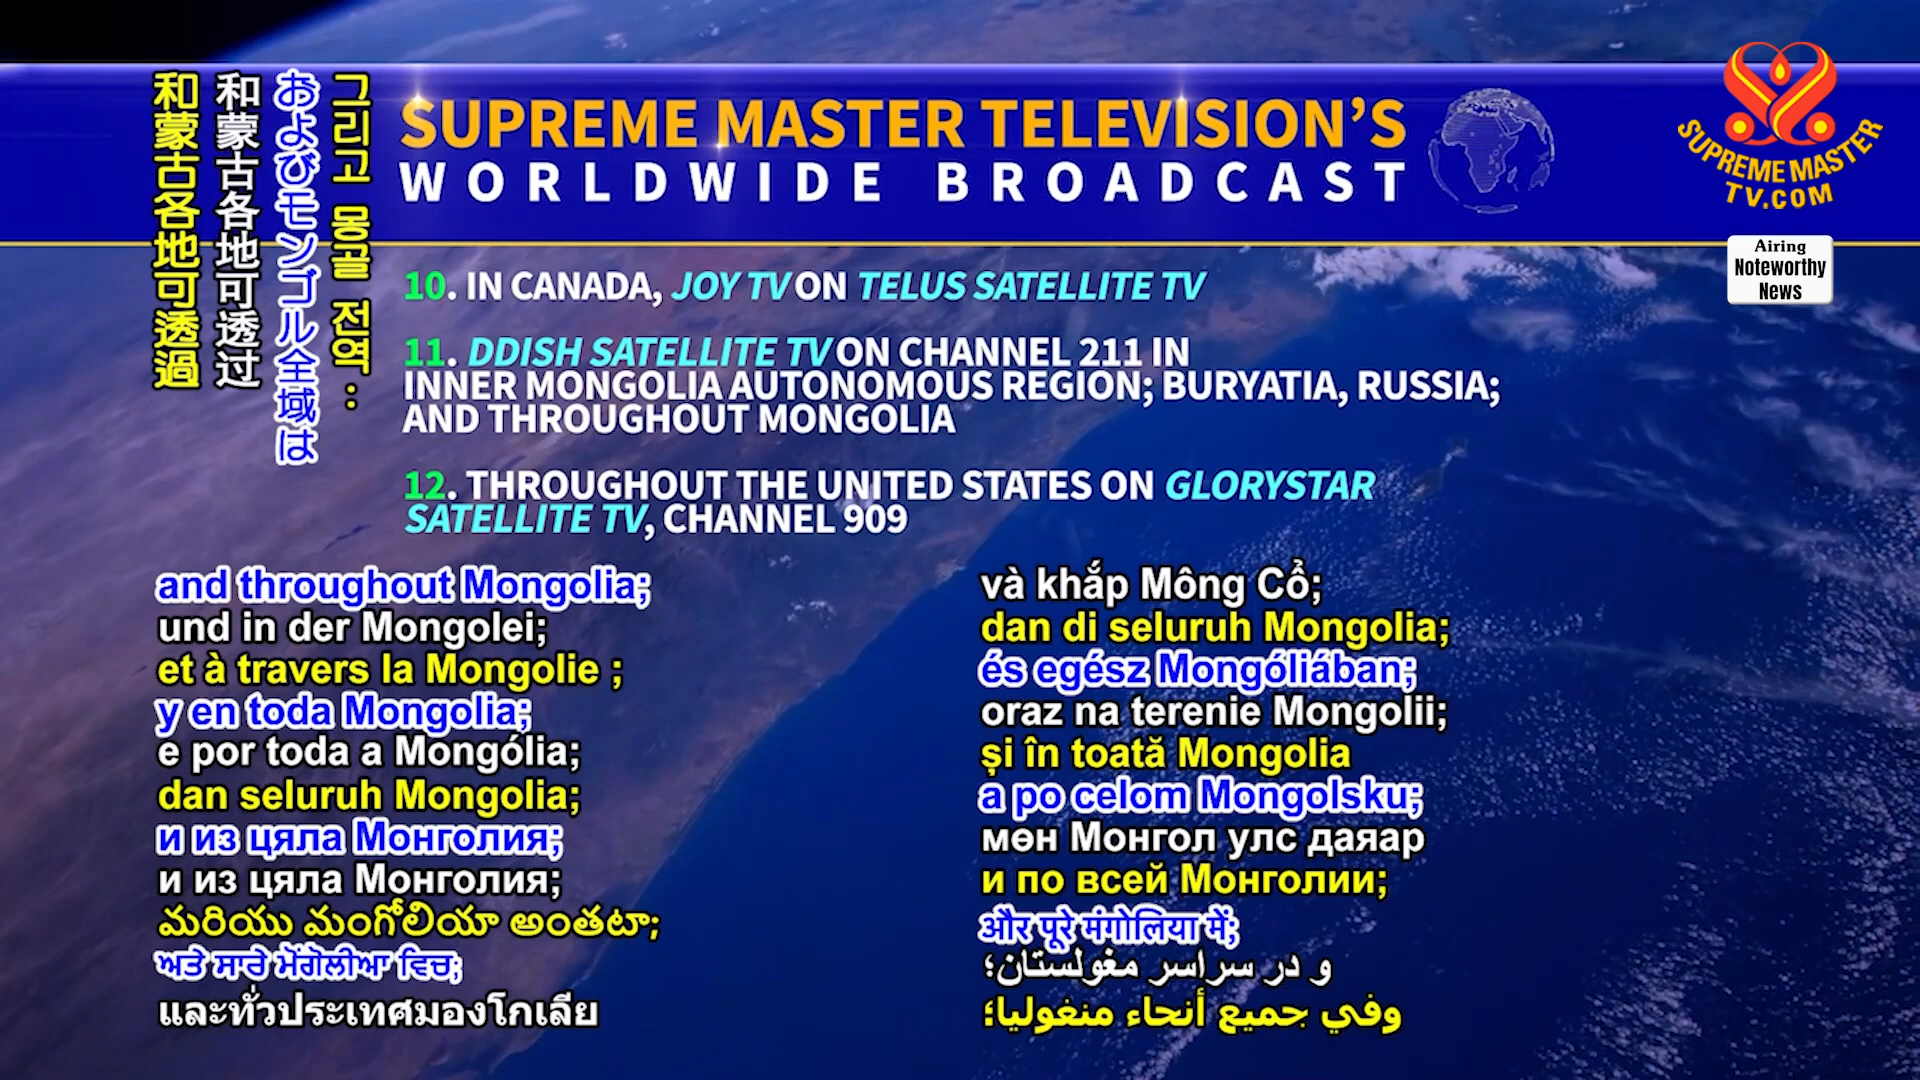 和蒙古各地可透過
和蒙古各地可透过
およびモンゴル全域は
그리고 몽골 전역 :
SUPREME MASTER TELEVISION’S
WORLDWIDE BROADCAST
SUPREME MASTER
TV.COM
Airing
Noteworthy
News
10. IN CANADA, JOY TV ON TELUS SATELLITE TV
11. DDISH SATELLITE TV ON CHANNEL 211 IN
INNER MONGOLIA AUTONOMOUS REGION; BURYATIA, RUSSIA;
AND THROUGHOUT MONGOLIA
12. THROUGHOUT THE UNITED STATES ON GLORYSTAR
SATELLITE TV, CHANNEL 909
and throughout Mongolia;
und in der Mongolei;
et à travers la Mongolie ;
y en toda Mongolia;
e por toda a Mongólia;
dan seluruh Mongolia;
и из цяла Монголия;
и из цяла Монголия;
మరియు మంగోలియా అంతటా;
ਅਤੇ ਸਾਰੇ ਮੰਗੋਲੀਆ ਵਿਚ;
และทั่วประเทศมองโกเลีย
và khắp Mông Cổ;
dan di seluruh Mongolia;
és egész Mongóliában;
oraz na terenie Mongolii;
și în toată Mongolia
a po celom Mongolsku;
мөн Монгол улс даяар
и по всей Монголии;
और पूरे मंगोलिया में;
و در سراسر مغولستان؛
وفي جميع أنحاء منغوليا؛